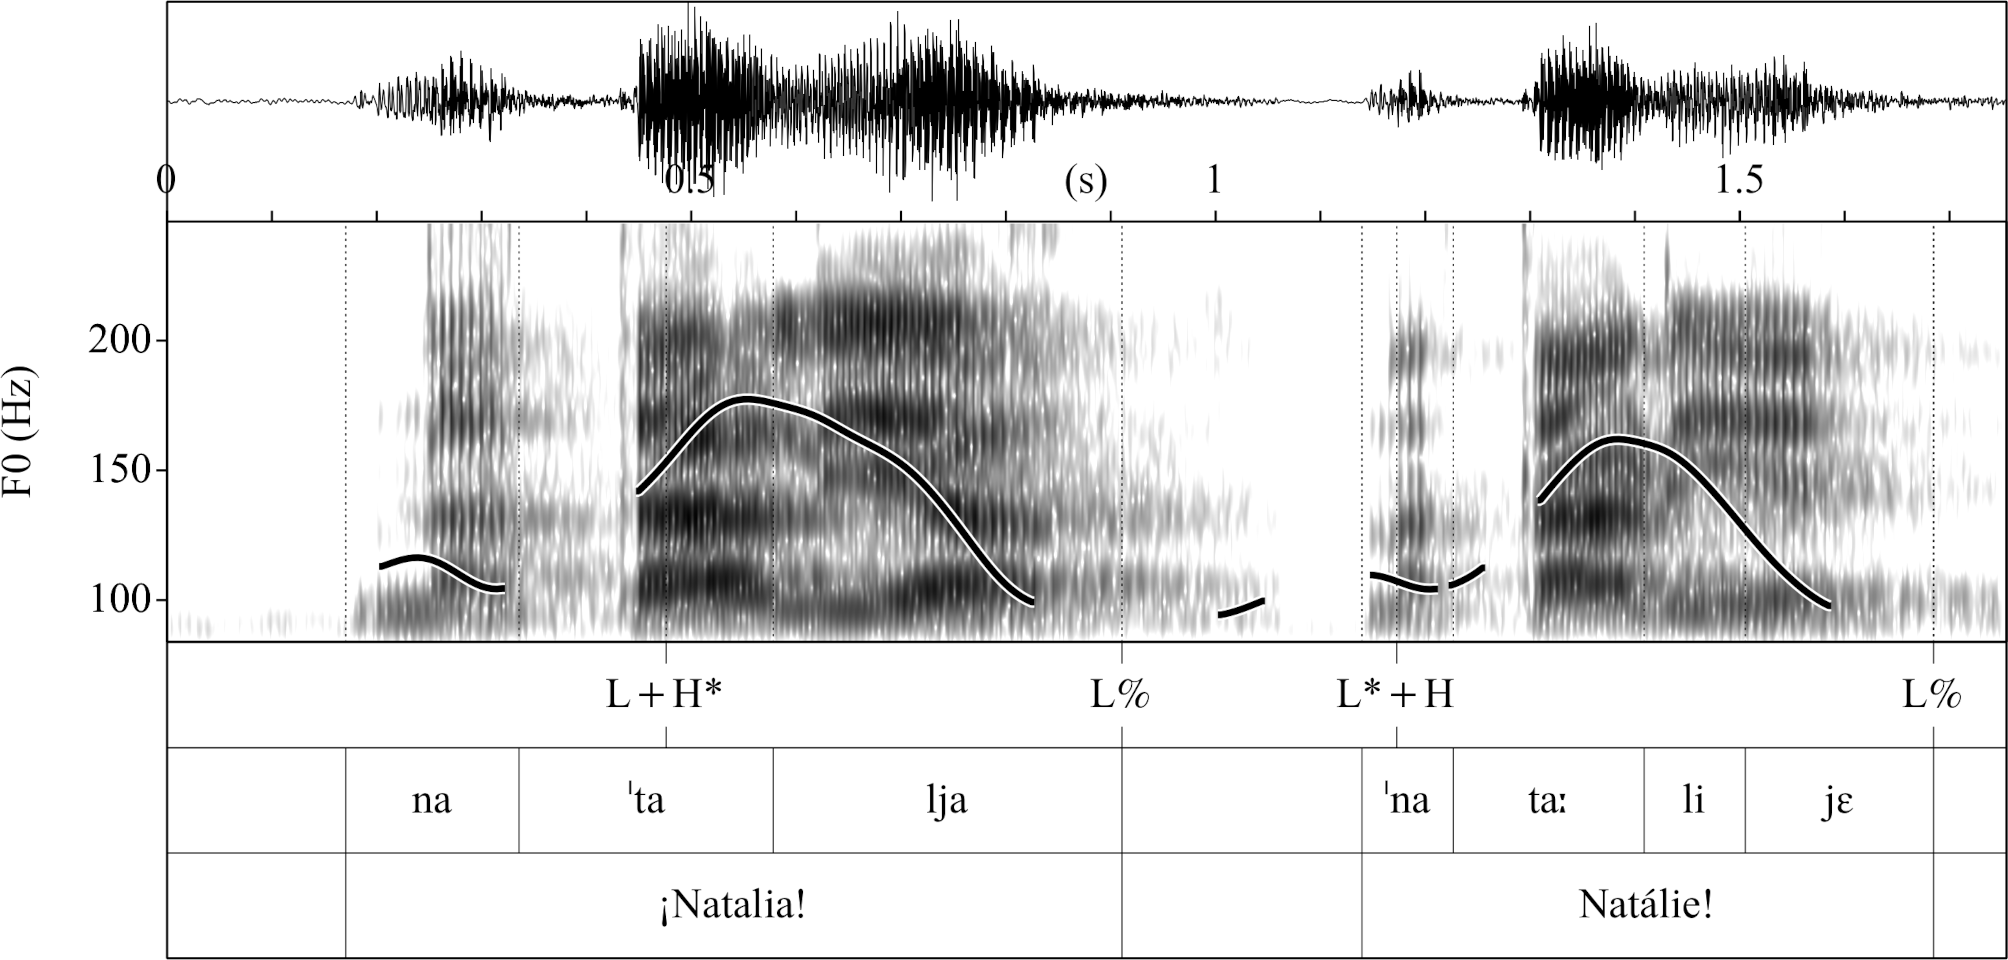 0 0.5 (s) 1 1.5
F0 (Hz)
200
150
100
L+H* L% L*+H L%
na ˈta lja ˈna taː li jɛ
¡Natalia! Natálie!